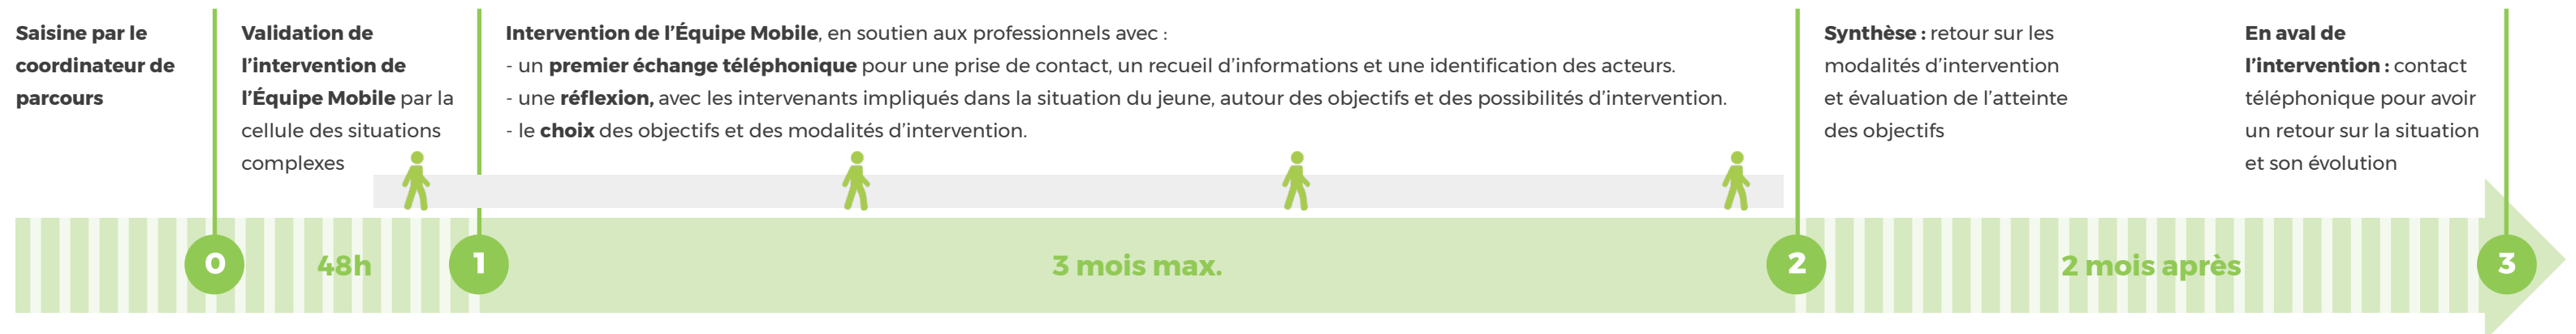 Saisine par le
coordinateur de
parcours
Validation de
l’intervention de
l’Équipe Mobile par la
cellule des situations
complexes
Intervention de l’Équipe Mobile, en soutien aux professionnels avec :
- un premier échange téléphonique pour une prise de contact, un recueil d’informations et une identification des acteurs.
- une réflexion, avec les intervenants impliqués dans la situation du jeune, autour des objectifs et des possibilités d’intervention.
- le choix des objectifs et des modalités d’intervention.
Synthèse : retour sur les
modalités d’intervention
et évaluation de l’atteinte
des objectifs
En aval de
l’intervention : contact
téléphonique pour avoir
un retour sur la situation
et son évolution
0
48h
1
3 mois max.
2
2 mois après
3